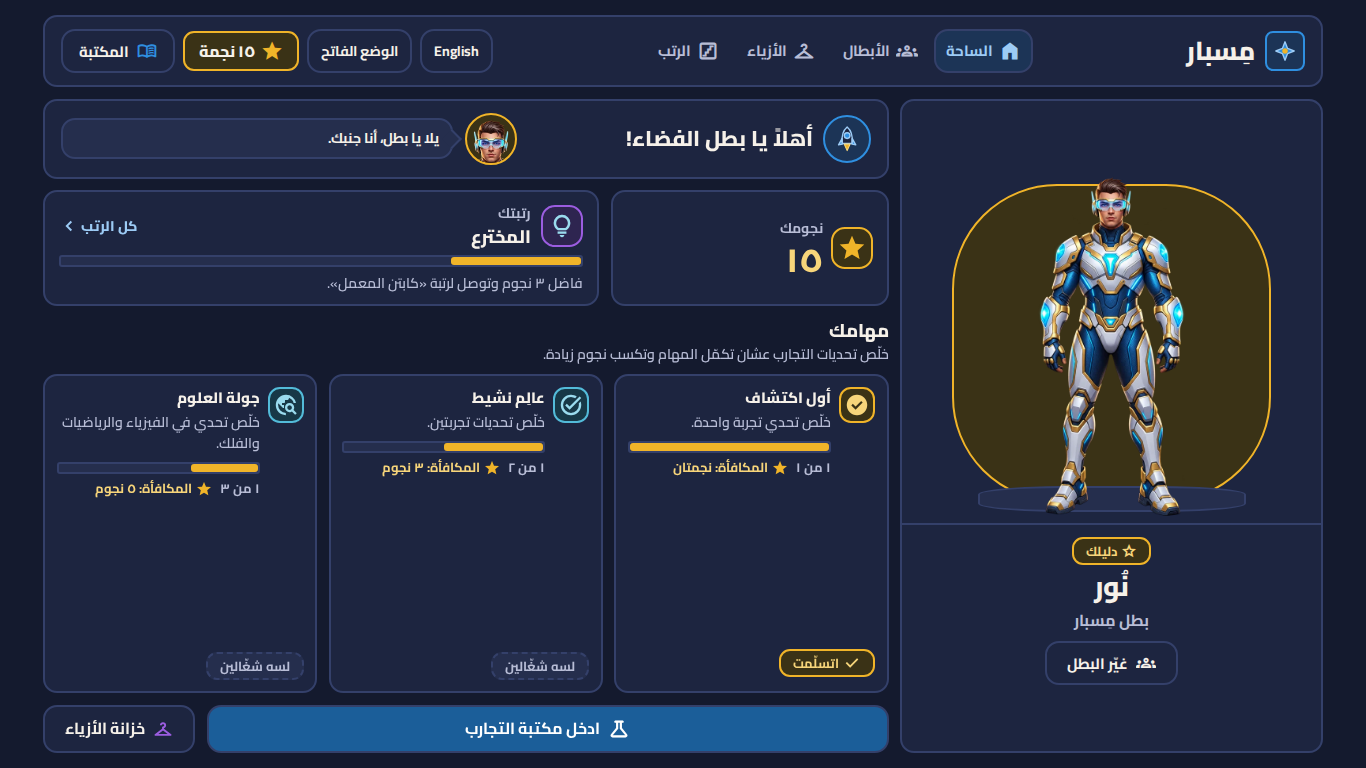 مِسبار
الساحة
الأبطال
الأزياء
الرتب
English
الوضع الفاتح
١٥ نجمة
المكتبة
دليلك
نُور
بطل مِسبار
غيّر البطل
أهلاً يا بطل الفضاء!
يلا يا بطل، أنا جنبك.
نجومك
١٥
رتبتك
المخترع
كل الرتب
فاضل ٣ نجوم وتوصل لرتبة «كابتن المعمل».
مهامك
خلّص تحديات التجارب عشان تكمّل المهام وتكسب نجوم زيادة.
أول اكتشاف
خلّص تحدي تجربة واحدة.
١ من ١ المكافأة: نجمتان
اتسلّمت
عالِم نشيط
خلّص تحديات تجربتين.
١ من ٢ المكافأة: ٣ نجوم
لسه شغّالين
جولة العلوم
خلّص تحدي في الفيزياء والرياضيات
والفلك.
١ من ٣ المكافأة: ٥ نجوم
لسه شغّالين
ادخل مكتبة التجارب
خزانة الأزياء